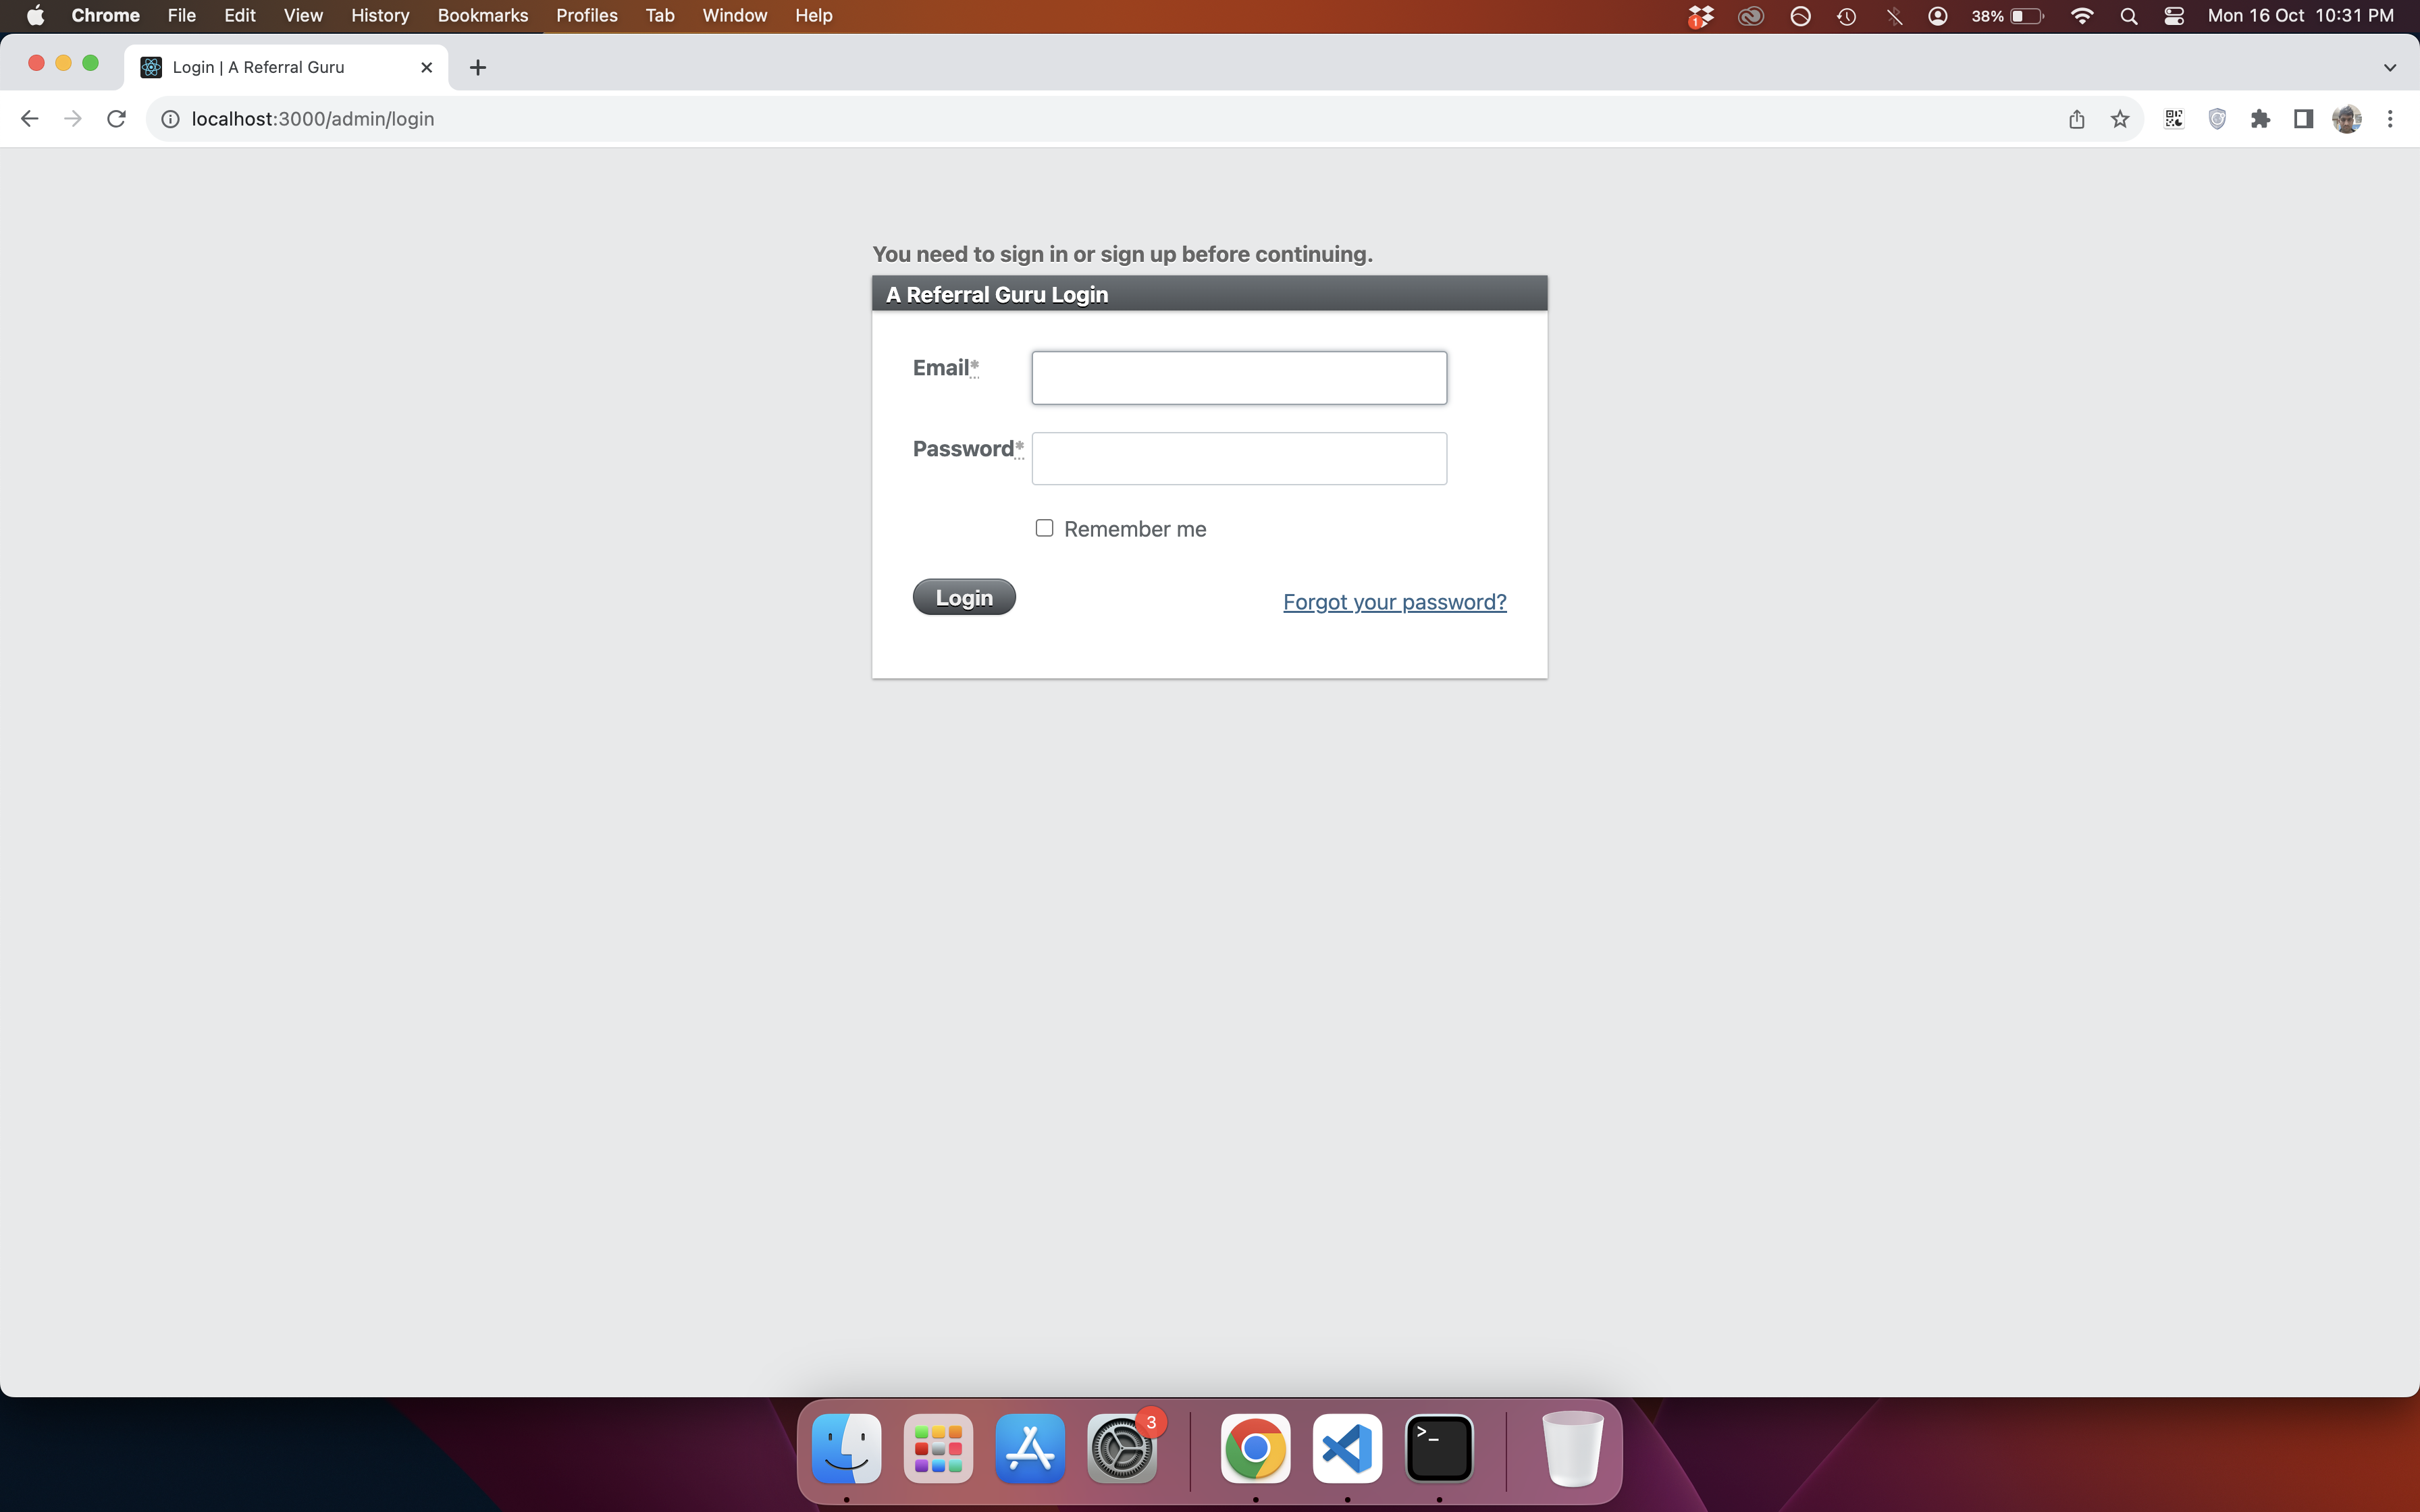 Chrome File Edit View History Bookmarks Profiles Tab Window Help 1 38% Mon 16 Oct 10:31 PM
Login | A Referral Guru
localhost:3000/admin/login
You need to sign in or sign up before continuing.
A Referral Guru Login
Email*
Password*
Remember me
Login Forgot your password?
3
>_